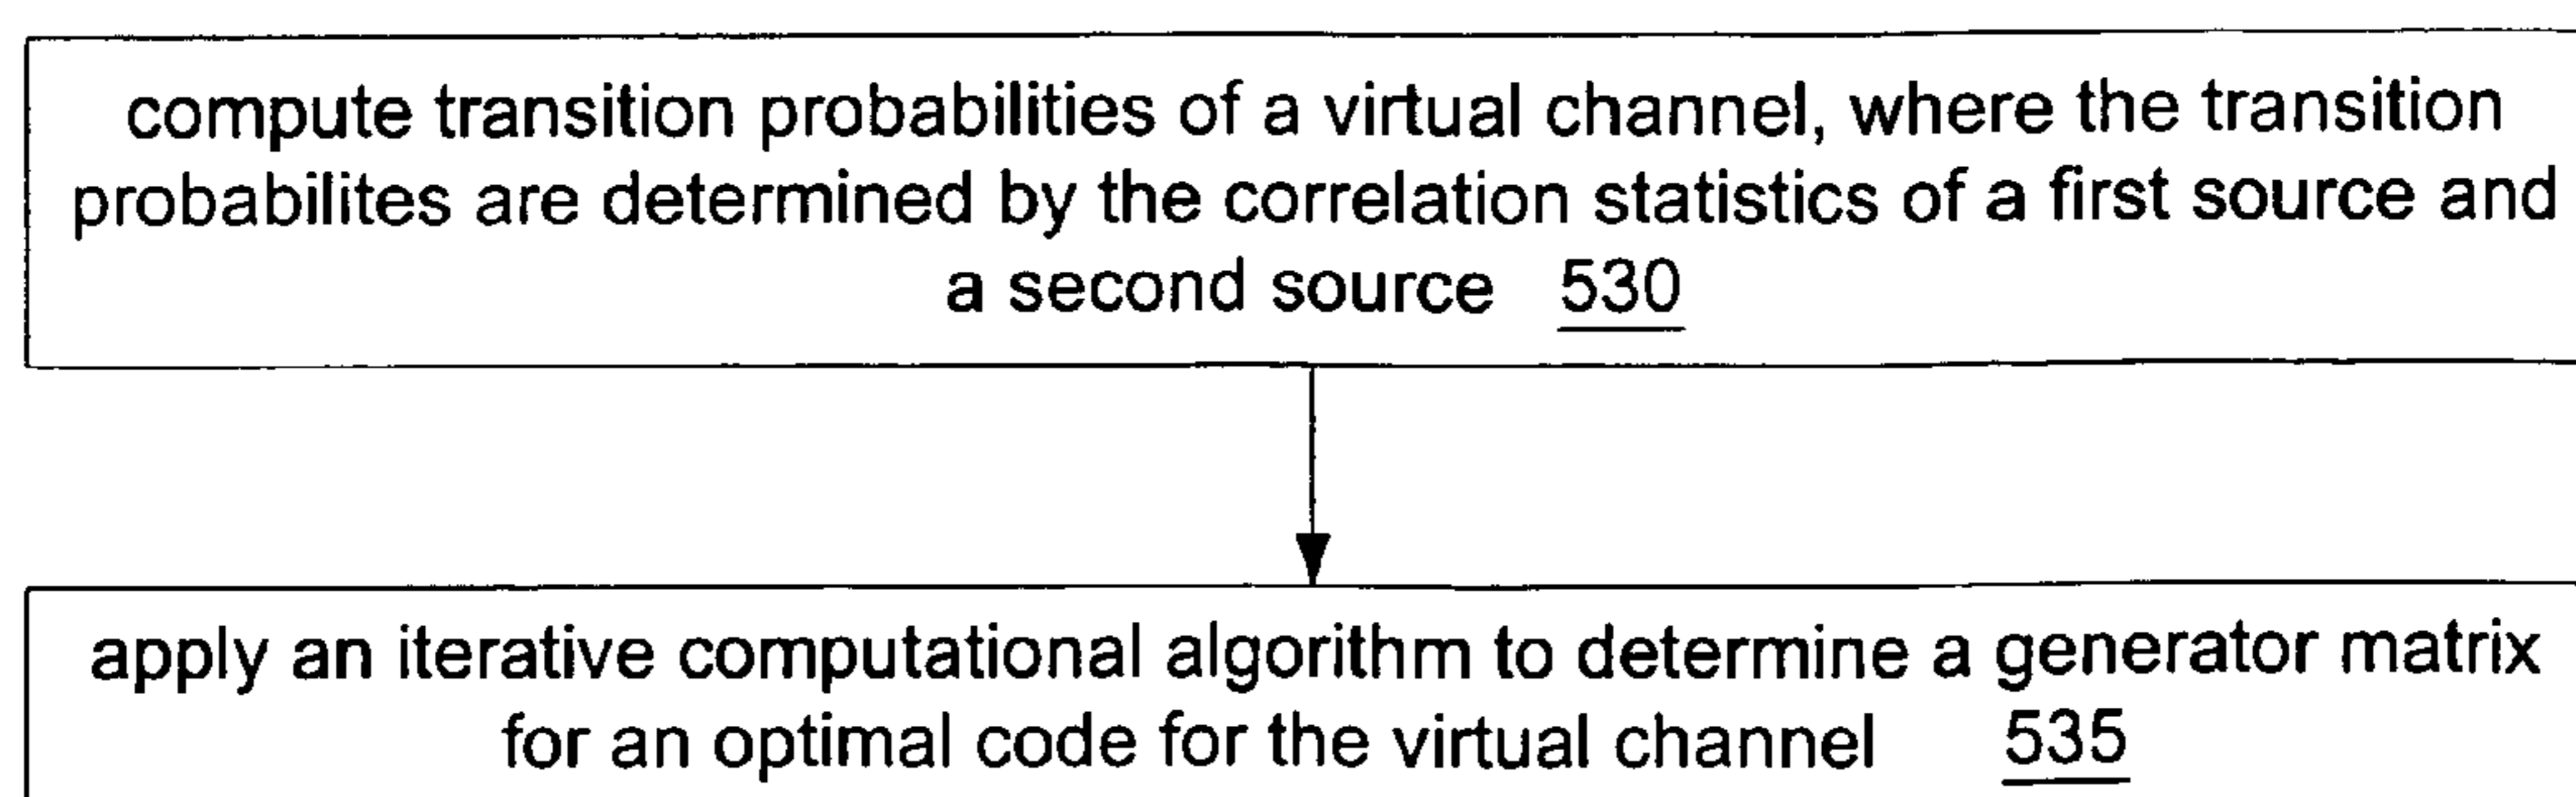 compute transition probabilities of a virtual channel, where the transition
probabilites are determined by the correlation statistics of a first source and
a second source 530
apply an iterative computational algorithm to determine a generator matrix
for an optimal code for the virtual channel 535